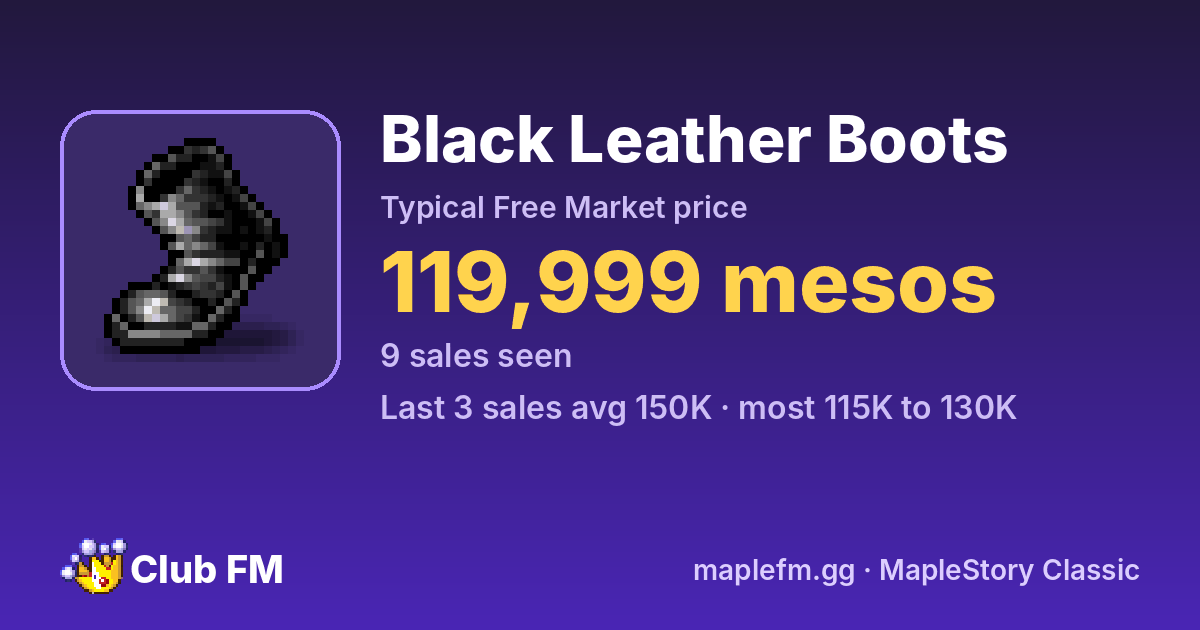 Black Leather Boots
Typical Free Market price
119,999 mesos
9 sales seen
Last 3 sales avg 150K · most 115K to 130K
Club FM
maplefm.gg · MapleStory Classic